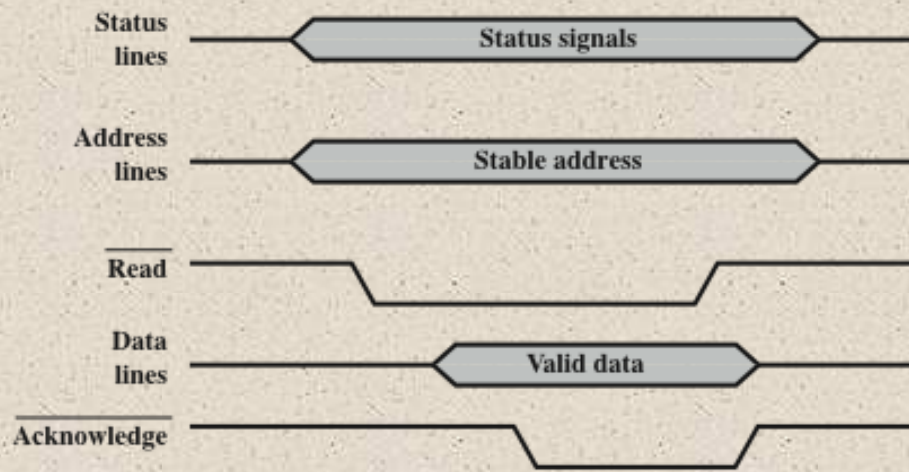 Status
lines
Status signals
Address
lines
Stable address
Read
Data
lines
Valid data
Acknowledge